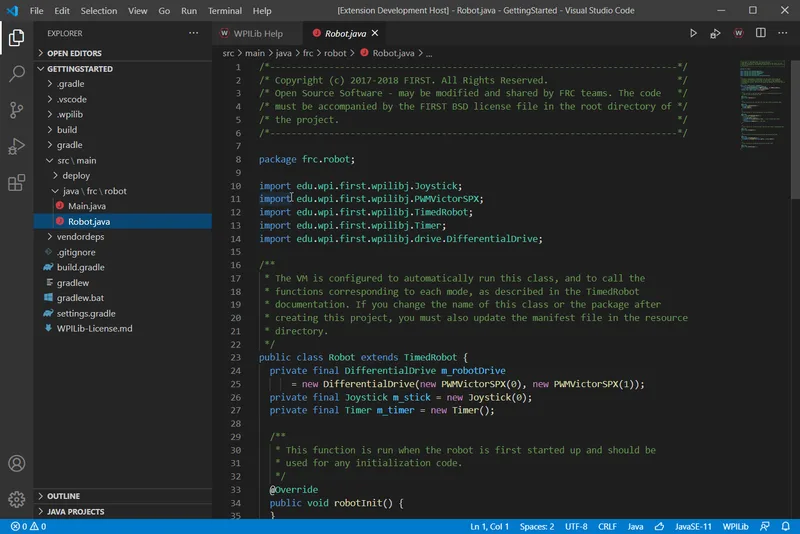 File Edit Selection View Go Run Terminal Help [Extension Development Host] - Robot.java - GettingStarted - Visual Studio Code
EXPLORER
OPEN EDITORS
GETTINGSTARTED
.gradle
.vscode
.wpilib
build
gradle
src \ main
deploy
java \ frc \ robot
Main.java
Robot.java
vendordeps
.gitignore
build.gradle
gradlew
gradlew.bat
settings.gradle
WPILib-License.md
OUTLINE
JAVA PROJECTS
WPILib Help Robot.java
src > main > java > frc > robot > Robot.java > ...
1 /*----------------------------------------------------------------------------*/
2 /* Copyright (c) 2017-2018 FIRST. All Rights Reserved. */
3 /* Open Source Software - may be modified and shared by FRC teams. The code */
4 /* must be accompanied by the FIRST BSD license file in the root directory of */
5 /* the project. */
6 /*----------------------------------------------------------------------------*/
7
8 package frc.robot;
9
10 import edu.wpi.first.wpilibj.Joystick;
11 import edu.wpi.first.wpilibj.PWMVictorSPX;
12 import edu.wpi.first.wpilibj.TimedRobot;
13 import edu.wpi.first.wpilibj.Timer;
14 import edu.wpi.first.wpilibj.drive.DifferentialDrive;
15
16 /**
17 * The VM is configured to automatically run this class, and to call the
18 * functions corresponding to each mode, as described in the TimedRobot
19 * documentation. If you change the name of this class or the package after
20 * creating this project, you must also update the manifest file in the resource
21 * directory.
22 */
23 public class Robot extends TimedRobot {
24 private final DifferentialDrive m_robotDrive
25 = new DifferentialDrive(new PWMVictorSPX(0), new PWMVictorSPX(1));
26 private final Joystick m_stick = new Joystick(0);
27 private final Timer m_timer = new Timer();
28
29 /**
30 * This function is run when the robot is first started up and should be
31 * used for any initialization code.
32 */
33 @Override
34 public void robotInit() {
35 }
0 0 Ln 1, Col 1 Spaces: 2 UTF-8 CRLF Java JavaSE-11 WPILib